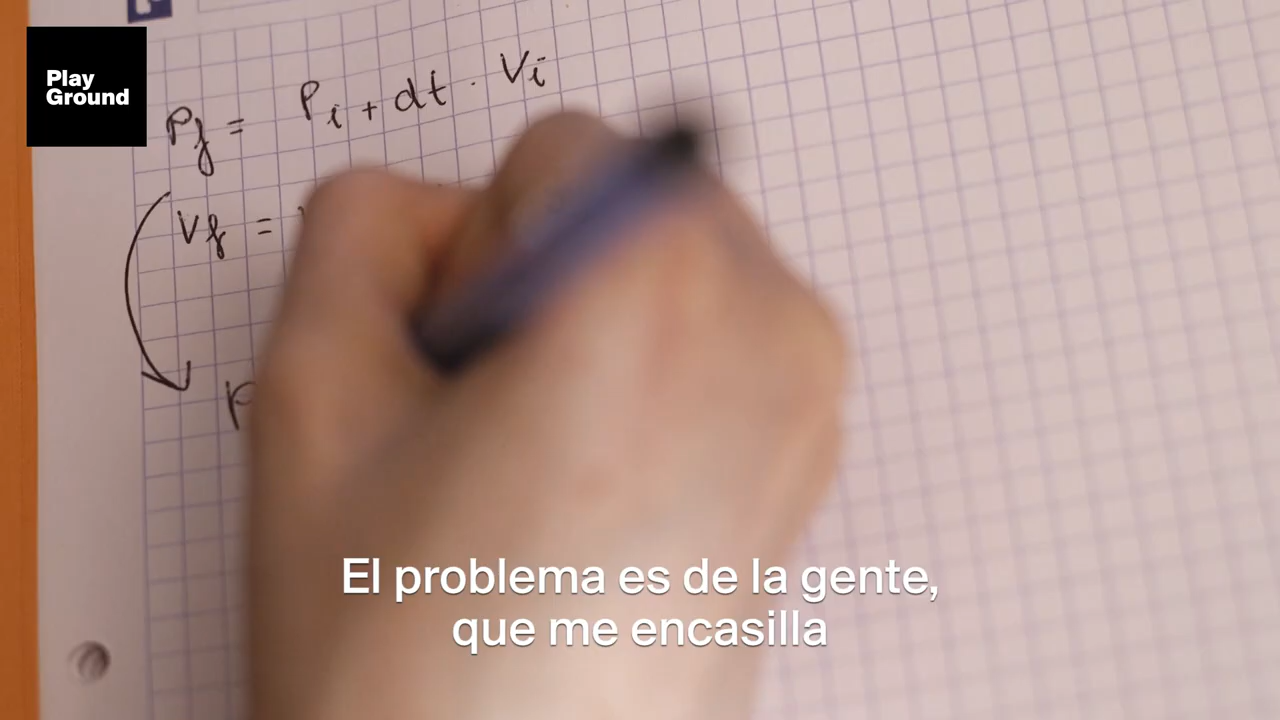 Play
Ground
Pf = Pi + dt · Vi
Vf =
P
El problema es de la gente,
que me encasilla